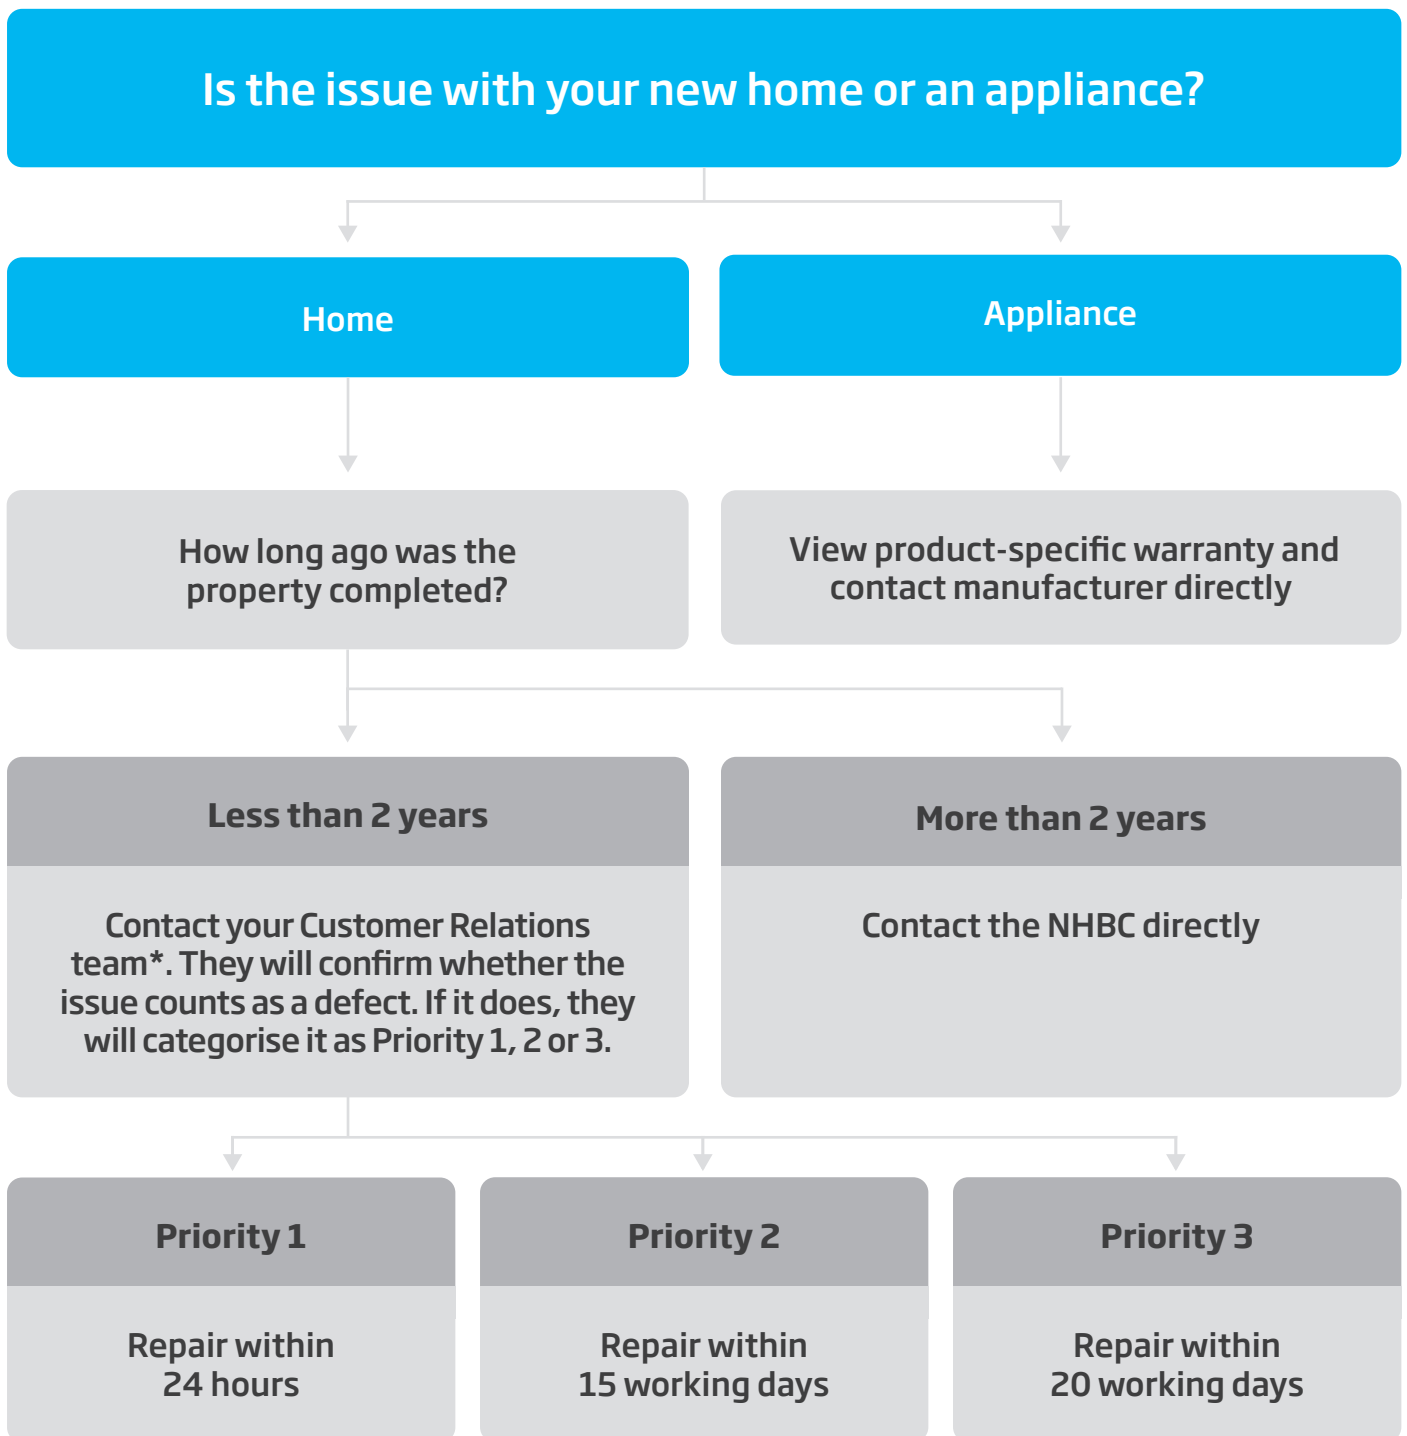 Is the issue with your new home or an appliance?
Home
Appliance
How long ago was the
property completed?
View product-specific warranty and
contact manufacturer directly
Less than 2 years
Contact your Customer Relations
team*. They will confirm whether the
issue counts as a defect. If it does, they
will categorise it as Priority 1, 2 or 3.
More than 2 years
Contact the NHBC directly
Priority 1
Repair within
24 hours
Priority 2
Repair within
15 working days
Priority 3
Repair within
20 working days